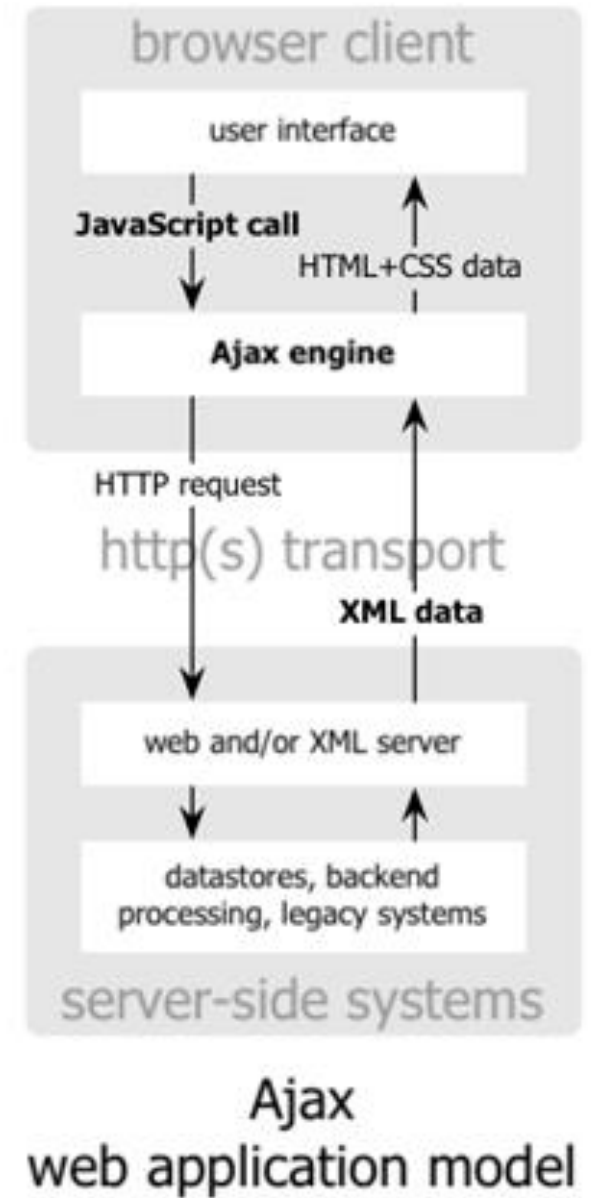 browser client
user interface
JavaScript call
HTML+CSS data
Ajax engine
HTTP request
http(s) transport
XML data
web and/or XML server
datastores, backend
processing, legacy systems
server-side systems
Ajax
web application model